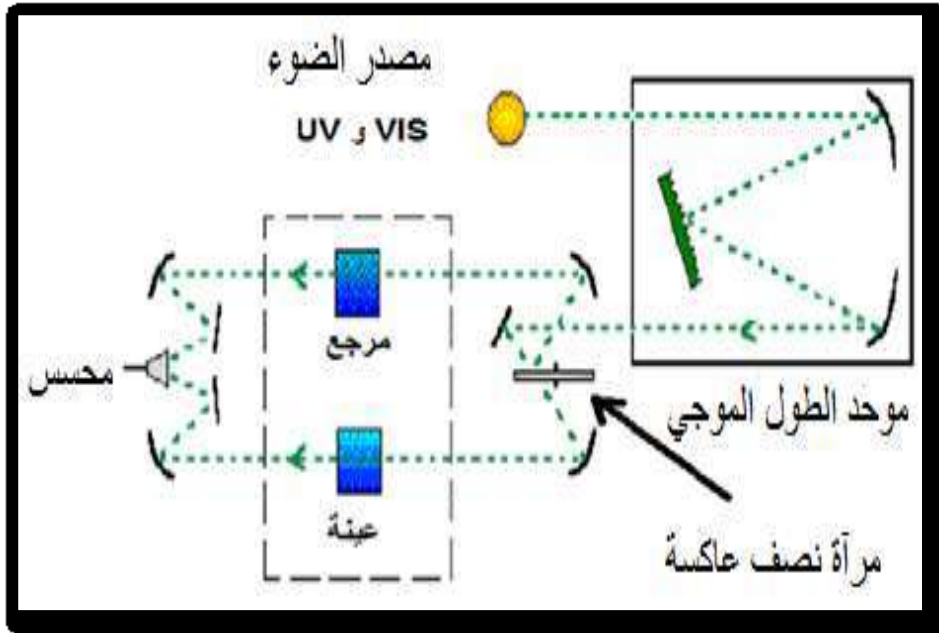 مصدر الضوء
VIS و UV
مرجع
محسس
موحد الطول الموجي
عينة
مرآة نصف عاكسة